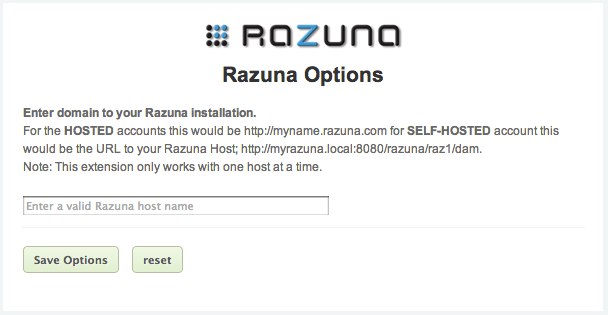 RAZUNA
Razuna Options
Enter domain to your Razuna installation.
For the HOSTED accounts this would be http://myname.razuna.com for SELF-HOSTED account this
would be the URL to your Razuna Host; http://myrazuna.local:8080/razuna/raz1/dam.
Note: This extension only works with one host at a time.
Enter a valid Razuna host name
Save Options reset